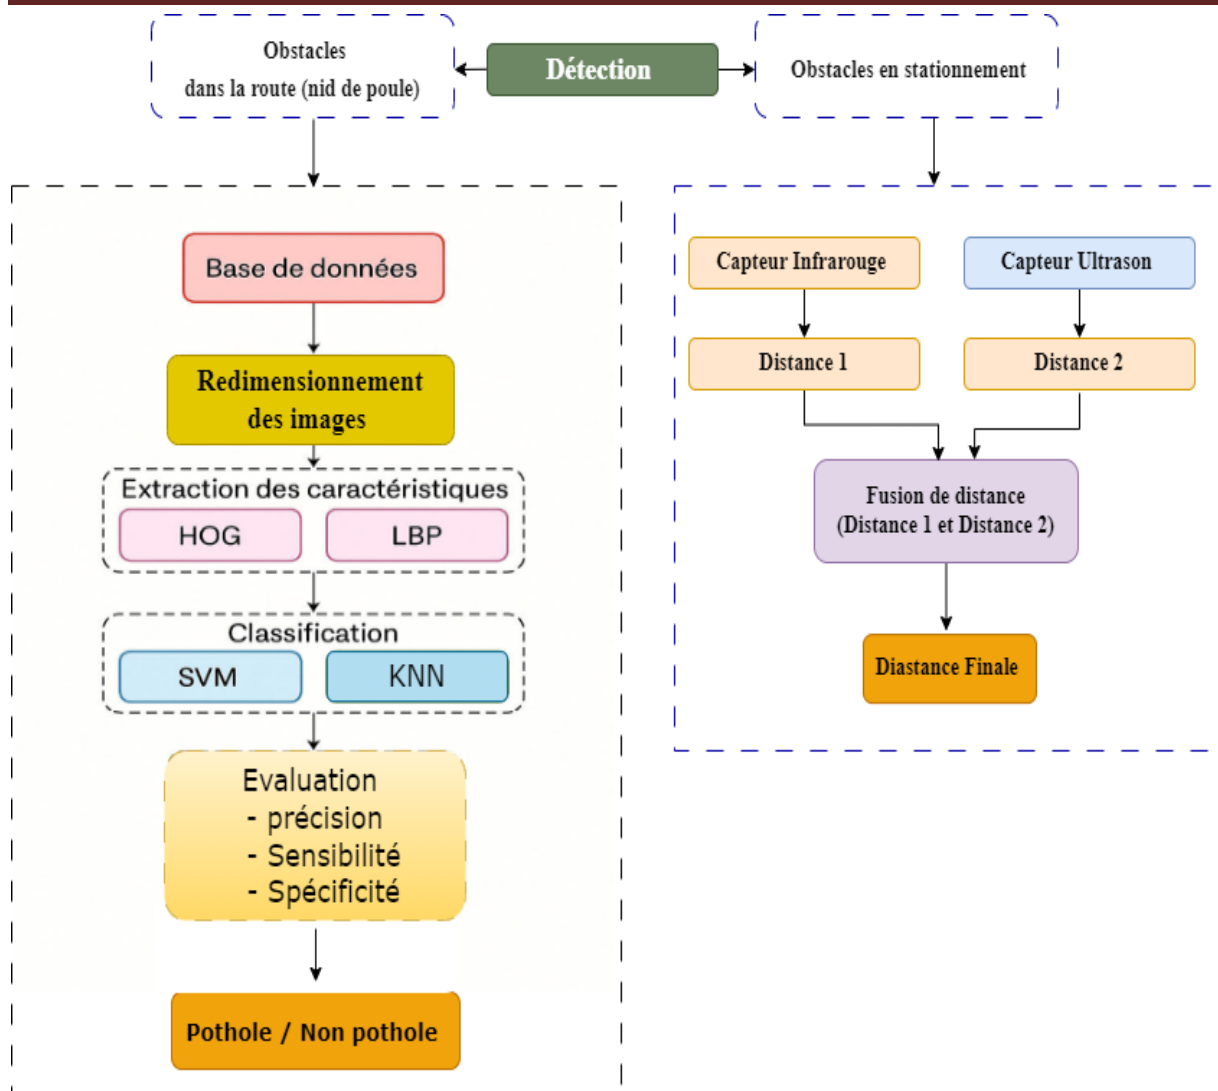 Détection
Obstacles
dans la route (nid de poule)
Base de données
Redimensionnement
des images
Extraction des caractéristiques
HOG
LBP
Classification
SVM
KNN
Evaluation
- précision
- Sensibilité
- Spécificité
Pothole / Non pothole
Obstacles en stationnement
Capteur Infrarouge
Capteur Ultrason
Distance 1
Distance 2
Fusion de distance
(Distance 1 et Distance 2)
Diastance Finale